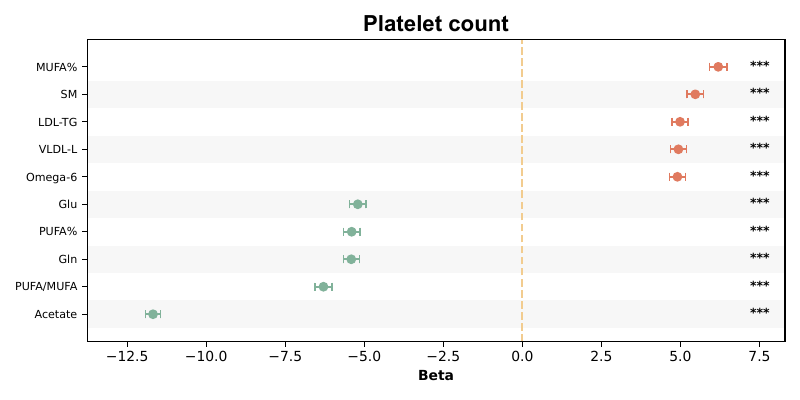 Platelet count
MUFA% ***
SM ***
LDL-TG ***
VLDL-L ***
Omega-6 ***
Glu ***
PUFA% ***
Gln ***
PUFA/MUFA ***
Acetate ***
−12.5 −10.0 −7.5 −5.0 −2.5 0.0 2.5 5.0 7.5
Beta